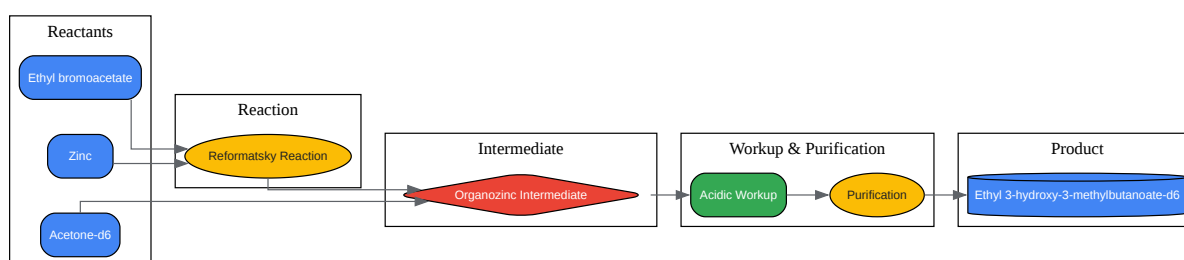 Reactants
Ethyl bromoacetate
Zinc
Acetone-d6
Reaction
Reformatsky Reaction
Intermediate
Organozinc Intermediate
Workup & Purification
Acidic Workup
Purification
Product
Ethyl 3-hydroxy-3-methylbutanoate-d6